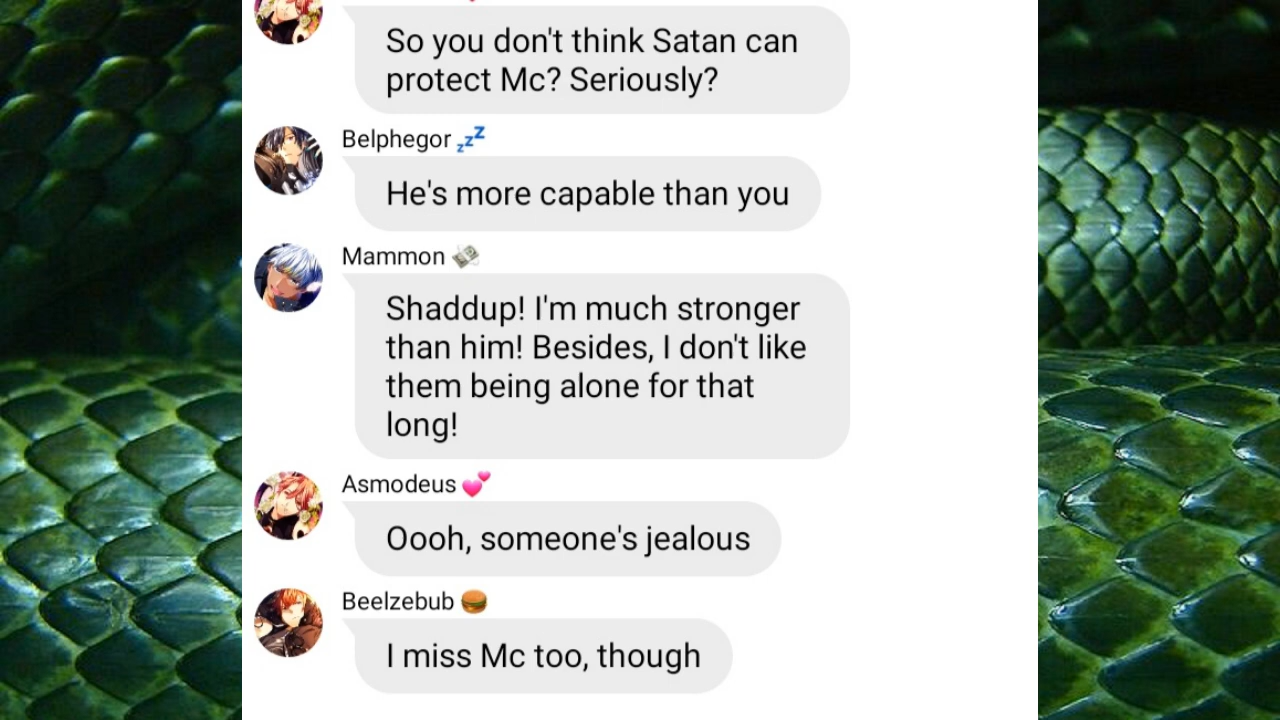 So you don't think Satan can
protect Mc? Seriously?
Belphegor 💤
He's more capable than you
Mammon 💸
Shaddup! I'm much stronger
than him! Besides, I don't like
them being alone for that
long!
Asmodeus 💕
Oooh, someone's jealous
Beelzebub 🍔
I miss Mc too, though